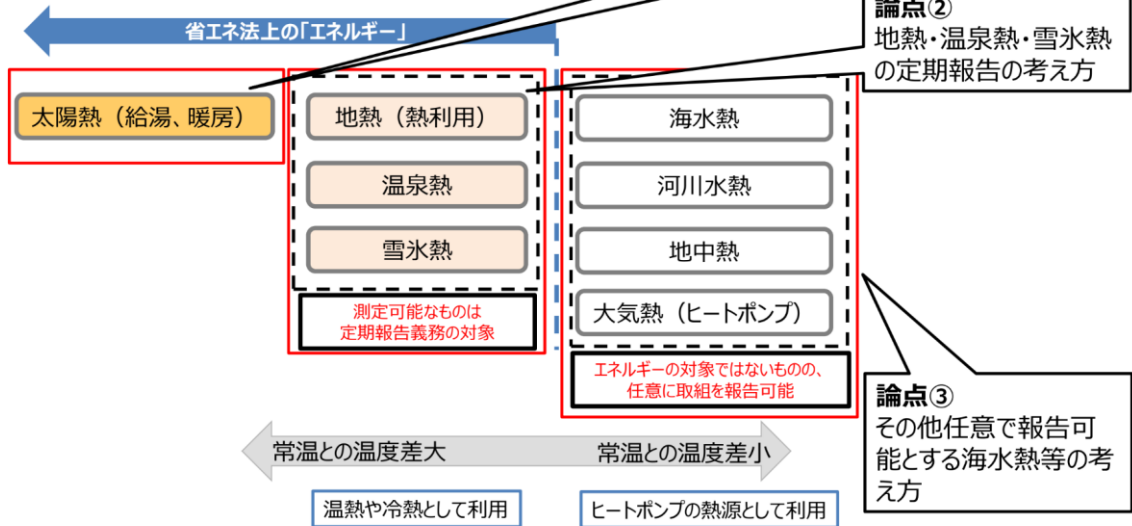 省エネ法上の「エネルギー」
論点②
地熱・温泉熱・雪氷熱
の定期報告の考え方
太陽熱（給湯、暖房）
地熱（熱利用）
温泉熱
雪氷熱
測定可能なものは
定期報告義務の対象
海水熱
河川水熱
地中熱
大気熱（ヒートポンプ）
エネルギーの対象ではないものの、
任意に取組を報告可能
論点③
その他任意で報告可
能とする海水熱等の考
え方
常温との温度差大
常温との温度差小
温熱や冷熱として利用
ヒートポンプの熱源として利用